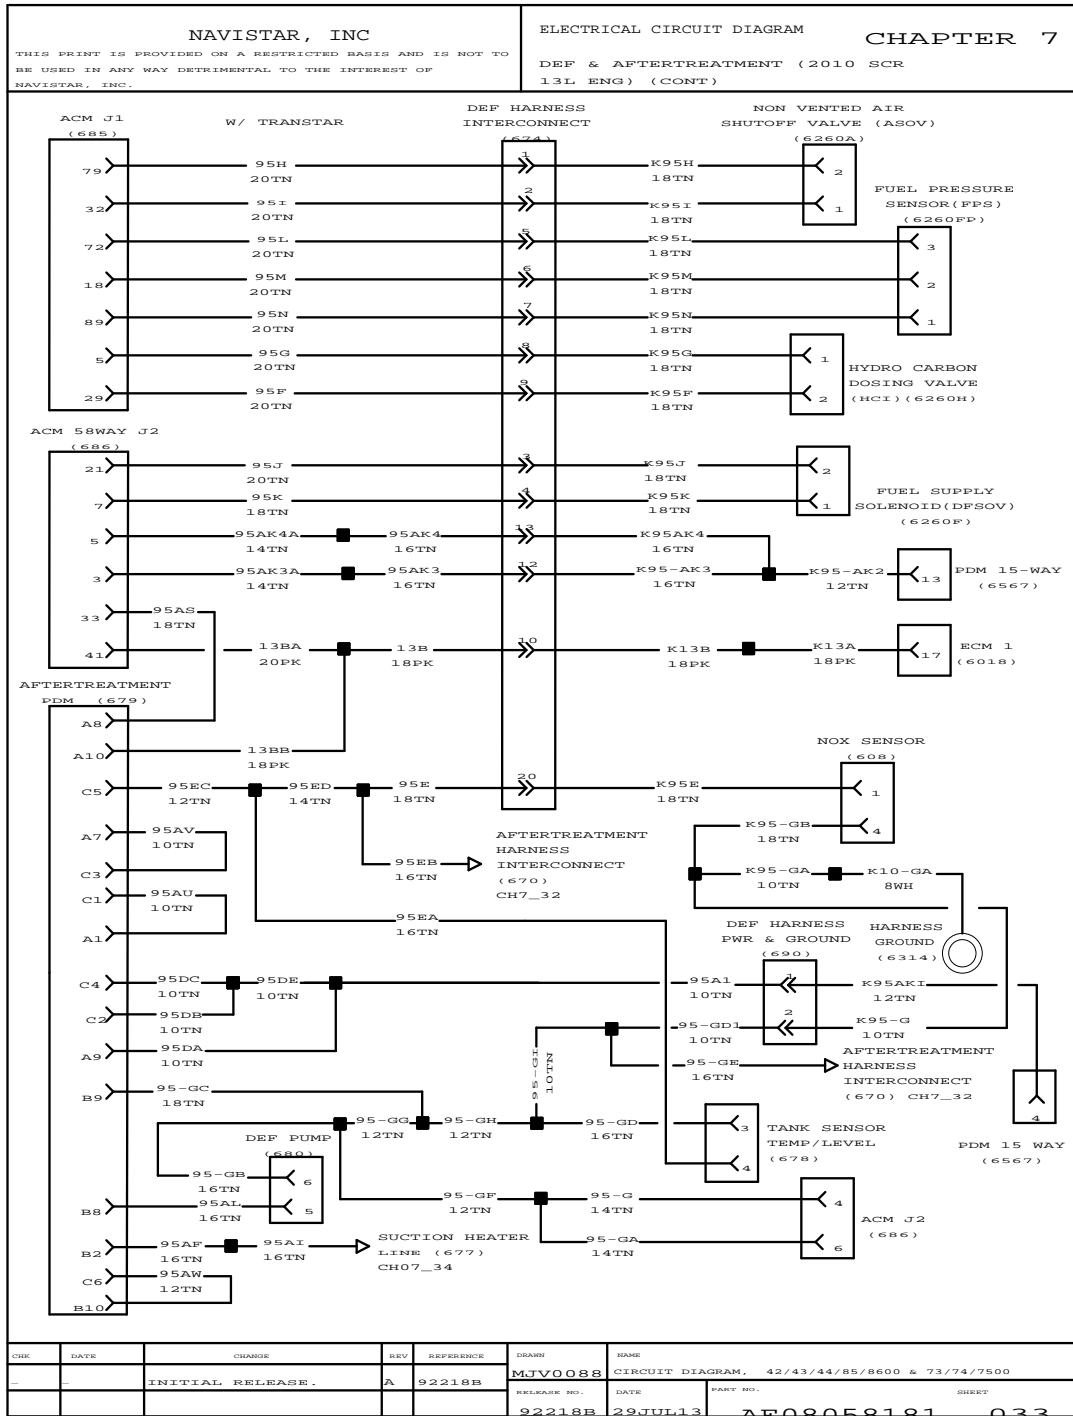 NAVISTAR, INC
THIS PRINT IS PROVIDED ON A RESTRICTED BASIS AND IS NOT TO
BE USED IN ANY WAY DETRIMENTAL TO THE INTEREST OF
NAVISTAR, INC.
ELECTRICAL CIRCUIT DIAGRAM
CHAPTER 7
DEF & AFTERTREATMENT (2010 SCR
13L ENG) (CONT)
ACM J1
(685)
W/ TRANSTAR
DEF HARNESS
INTERCONNECT
(674)
NON VENTED AIR
SHUTOFF VALVE (ASOV)
(6260A)
79 95H 20TN 1 K95H 18TN 2
32 95I 20TN 2 K95I 18TN 1
FUEL PRESSURE
SENSOR(FPS)
(6260FP)
72 95L 20TN 5 K95L 18TN 3
18 95M 20TN 6 K95M 18TN 2
89 95N 20TN 7 K95N 18TN 1
5 95G 20TN 8 K95G 18TN 1
29 95F 20TN 9 K95F 18TN 2
HYDRO CARBON
DOSING VALVE
(HCI)(6260H)
ACM 58WAY J2
(686)
21 95J 20TN 3 K95J 18TN 2
7 95K 18TN 4 K95K 18TN 1
FUEL SUPPLY
SOLENOID(DFSOV)
(6260F)
5 95AK4A 14TN 95AK4 16TN 13 K95AK4 16TN
3 95AK3A 14TN 95AK3 16TN 12 K95-AK3 16TN K95-AK2 12TN 13
PDM 15-WAY
(6567)
33 95AS 18TN
41 13BA 20PK 13B 18PK 10 K13B 18PK K13A 18PK 17
ECM 1
(6018)
AFTERTREATMENT
PDM (679)
A8
A10 13BB 18PK
NOX SENSOR
(608)
C5 95EC 12TN 95ED 14TN 95E 18TN 20 K95E 18TN 1
K95-GB 18TN 4
A7 95AV 10TN
C3
95EB 16TN
AFTERTREATMENT
HARNESS
INTERCONNECT
(670)
CH7_32
K95-GA 10TN K10-GA 8WH
C1 95AU 10TN
A1
95EA 16TN
DEF HARNESS
PWR & GROUND
(690)
HARNESS
GROUND
(6314)
C4 95DC 10TN 95DE 10TN 95A1 10TN 1 K95AKI 12TN
C2 95DB 10TN
95-GD1 10TN 2 K95-G 10TN
A9 95DA 10TN
95-GI 10TN
95-GE 16TN
AFTERTREATMENT
HARNESS
INTERCONNECT
(670) CH7_32
B9 95-GC 18TN
4
PDM 15 WAY
(6567)
95-GG 12TN 95-GH 12TN 95-GD 16TN 3
4
TANK SENSOR
TEMP/LEVEL
(678)
DEF PUMP
(680)
95-GB 16TN 6
B8 95AL 16TN 5
95-GF 12TN 95-G 14TN 4
95-GA 14TN 6
ACM J2
(686)
B2 95AF 16TN 95AI 16TN
SUCTION HEATER
LINE (677)
CH07_34
C6 95AW 12TN
B10
CHK DATE CHANGE REV REFERENCE
- - INITIAL RELEASE. A 92218B
DRAWN
MJV0088
NAME
CIRCUIT DIAGRAM, 42/43/44/85/8600 & 73/74/7500
RELEASE NO.
92218B
DATE
29JUL13
PART NO.
AF08058181
SHEET
033